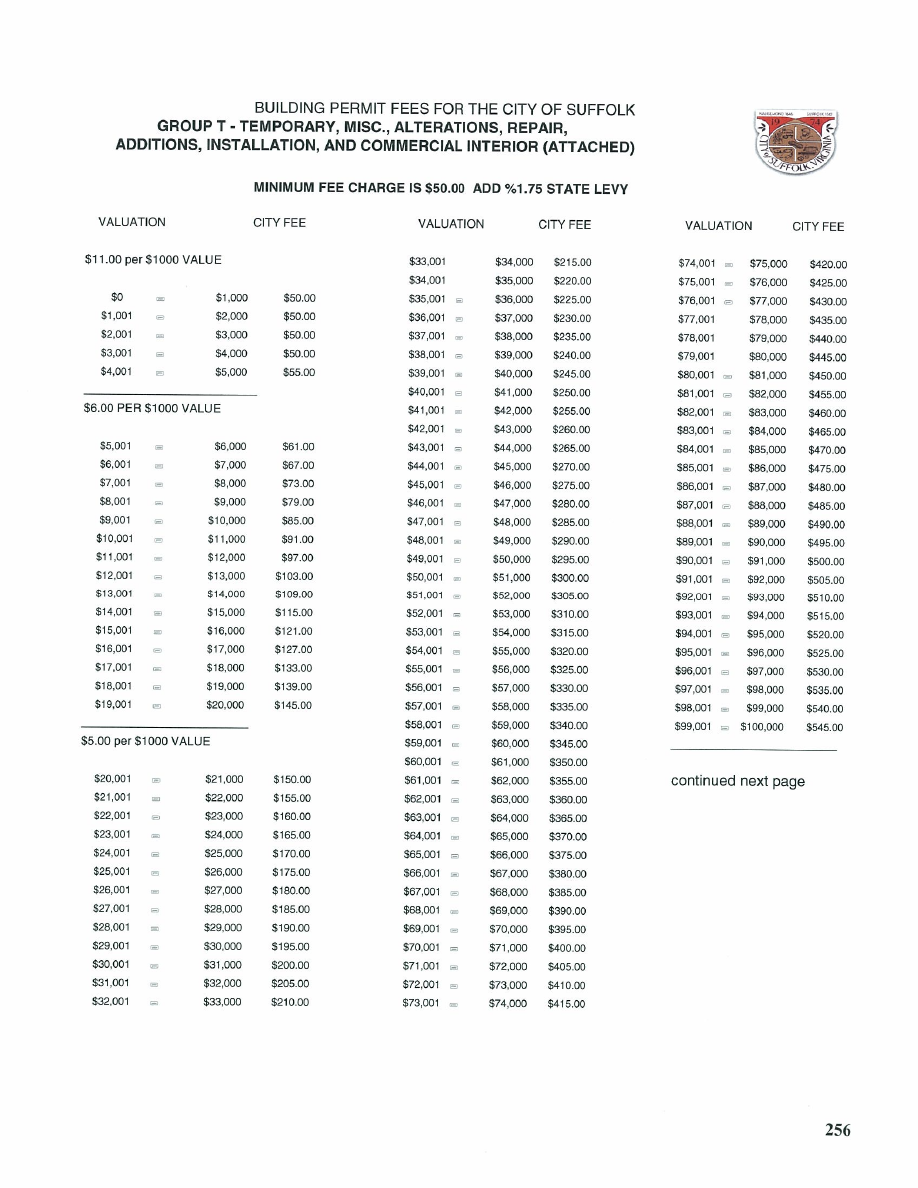 BUILDING PERMIT FEES FOR THE CITY OF SUFFOLK
GROUP T - TEMPORARY, MISC., ALTERATIONS, REPAIR,
ADDITIONS, INSTALLATION, AND COMMERCIAL INTERIOR (ATTACHED)
19 74
CITY of SUFFOLK, VIRGINIA
MINIMUM FEE CHARGE IS $50.00 ADD %1.75 STATE LEVY
VALUATION CITY FEE
$11.00 per $1000 VALUE
$0 = $1,000 $50.00
$1,001 = $2,000 $50.00
$2,001 = $3,000 $50.00
$3,001 = $4,000 $50.00
$4,001 = $5,000 $55.00
$6.00 PER $1000 VALUE
$5,001 = $6,000 $61.00
$6,001 = $7,000 $67.00
$7,001 = $8,000 $73.00
$8,001 = $9,000 $79.00
$9,001 = $10,000 $85.00
$10,001 = $11,000 $91.00
$11,001 = $12,000 $97.00
$12,001 = $13,000 $103.00
$13,001 = $14,000 $109.00
$14,001 = $15,000 $115.00
$15,001 = $16,000 $121.00
$16,001 = $17,000 $127.00
$17,001 = $18,000 $133.00
$18,001 = $19,000 $139.00
$19,001 = $20,000 $145.00
$5.00 per $1000 VALUE
$20,001 = $21,000 $150.00
$21,001 = $22,000 $155.00
$22,001 = $23,000 $160.00
$23,001 = $24,000 $165.00
$24,001 = $25,000 $170.00
$25,001 = $26,000 $175.00
$26,001 = $27,000 $180.00
$27,001 = $28,000 $185.00
$28,001 = $29,000 $190.00
$29,001 = $30,000 $195.00
$30,001 = $31,000 $200.00
$31,001 = $32,000 $205.00
$32,001 = $33,000 $210.00
VALUATION CITY FEE
$33,001 $34,000 $215.00
$34,001 $35,000 $220.00
$35,001 = $36,000 $225.00
$36,001 = $37,000 $230.00
$37,001 = $38,000 $235.00
$38,001 = $39,000 $240.00
$39,001 = $40,000 $245.00
$40,001 = $41,000 $250.00
$41,001 = $42,000 $255.00
$42,001 = $43,000 $260.00
$43,001 = $44,000 $265.00
$44,001 = $45,000 $270.00
$45,001 = $46,000 $275.00
$46,001 = $47,000 $280.00
$47,001 = $48,000 $285.00
$48,001 = $49,000 $290.00
$49,001 = $50,000 $295.00
$50,001 = $51,000 $300.00
$51,001 = $52,000 $305.00
$52,001 = $53,000 $310.00
$53,001 = $54,000 $315.00
$54,001 = $55,000 $320.00
$55,001 = $56,000 $325.00
$56,001 = $57,000 $330.00
$57,001 = $58,000 $335.00
$58,001 = $59,000 $340.00
$59,001 = $60,000 $345.00
$60,001 = $61,000 $350.00
$61,001 = $62,000 $355.00
$62,001 = $63,000 $360.00
$63,001 = $64,000 $365.00
$64,001 = $65,000 $370.00
$65,001 = $66,000 $375.00
$66,001 = $67,000 $380.00
$67,001 = $68,000 $385.00
$68,001 = $69,000 $390.00
$69,001 = $70,000 $395.00
$70,001 = $71,000 $400.00
$71,001 = $72,000 $405.00
$72,001 = $73,000 $410.00
$73,001 = $74,000 $415.00
VALUATION CITY FEE
$74,001 = $75,000 $420.00
$75,001 = $76,000 $425.00
$76,001 = $77,000 $430.00
$77,001 $78,000 $435.00
$78,001 $79,000 $440.00
$79,001 $80,000 $445.00
$80,001 = $81,000 $450.00
$81,001 = $82,000 $455.00
$82,001 = $83,000 $460.00
$83,001 = $84,000 $465.00
$84,001 = $85,000 $470.00
$85,001 = $86,000 $475.00
$86,001 = $87,000 $480.00
$87,001 = $88,000 $485.00
$88,001 = $89,000 $490.00
$89,001 = $90,000 $495.00
$90,001 = $91,000 $500.00
$91,001 = $92,000 $505.00
$92,001 = $93,000 $510.00
$93,001 = $94,000 $515.00
$94,001 = $95,000 $520.00
$95,001 = $96,000 $525.00
$96,001 = $97,000 $530.00
$97,001 = $98,000 $535.00
$98,001 = $99,000 $540.00
$99,001 = $100,000 $545.00
continued next page
256